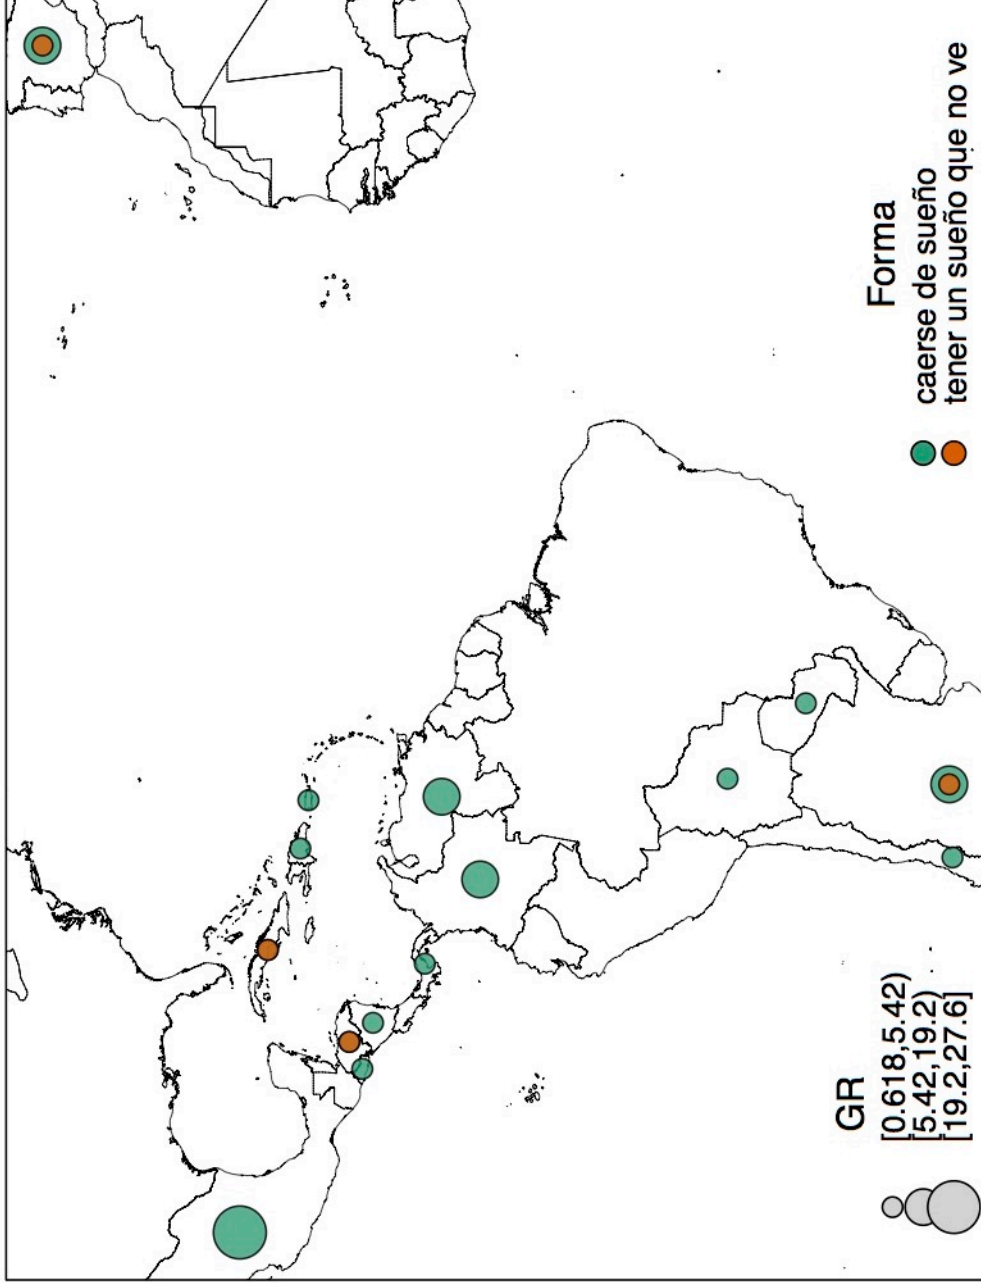 GR
[0.618,5.42)
[5.42,19.2)
[19.2,27.6]
Forma
caerse de sueño
tener un sueño que no ve